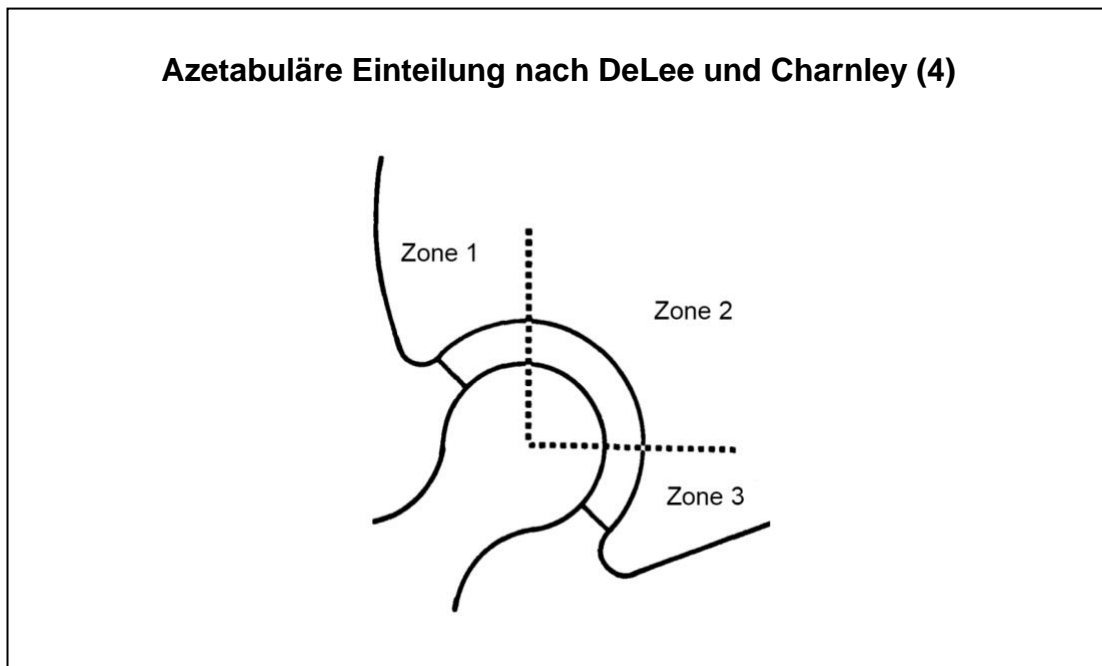 Azetabuläre Einteilung nach DeLee und Charnley (4)
Zone 1
Zone 2
Zone 3